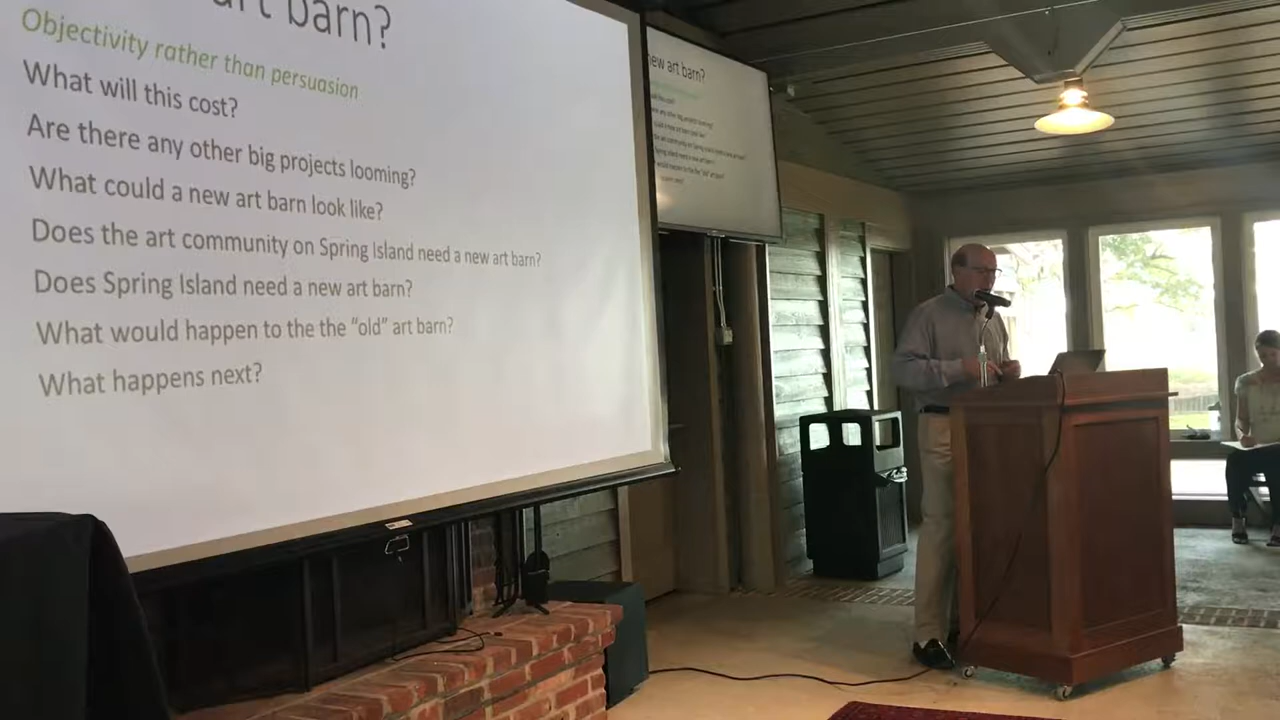 art barn?
Objectivity rather than persuasion
What will this cost?
Are there any other big projects looming?
What could a new art barn look like?
Does the art community on Spring Island need a new art barn?
Does Spring Island need a new art barn?
What would happen to the the “old” art barn?
What happens next?
new art barn?